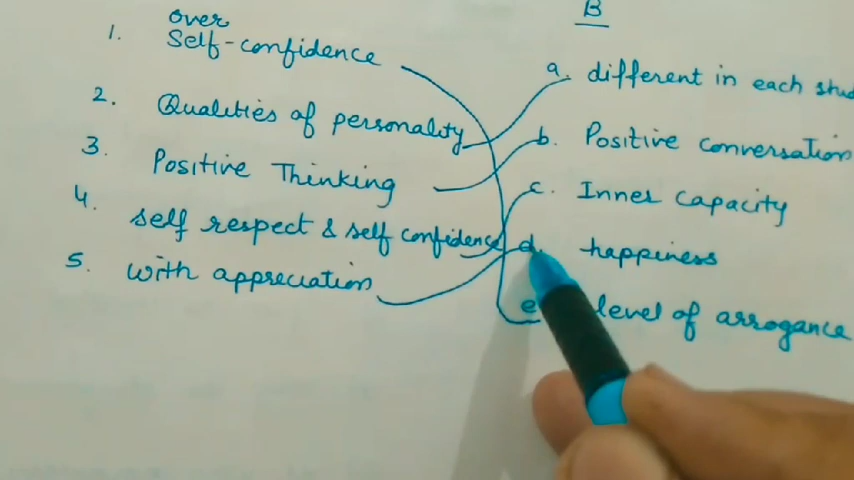 B
over
1. Self-confidence
a. different in each
2. Qualities of personality
b. Positive conversation
3. Positive Thinking
c. Inner capacity
4. self respect & self confidence
d. happiness
5. with appreciation
e level of arrogance